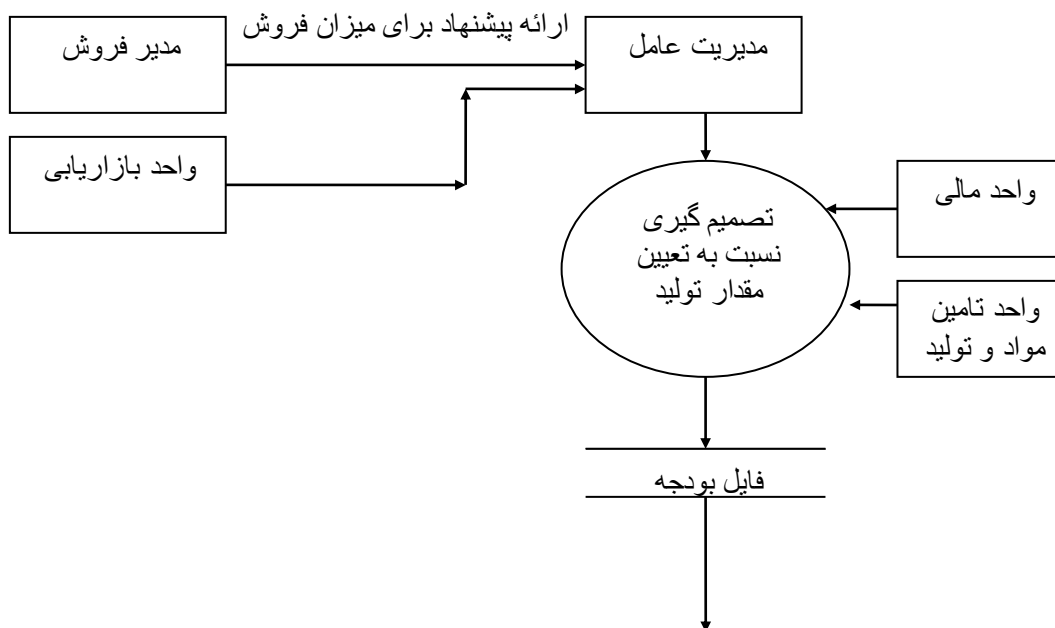 ارائه پیشنهاد برای میزان فروش
مدیر فروش
مدیریت عامل
واحد بازاریابی
واحد مالی
تصمیم گیری
نسبت به تعیین
مقدار تولید
واحد تامین
مواد و تولید
فایل بودجه